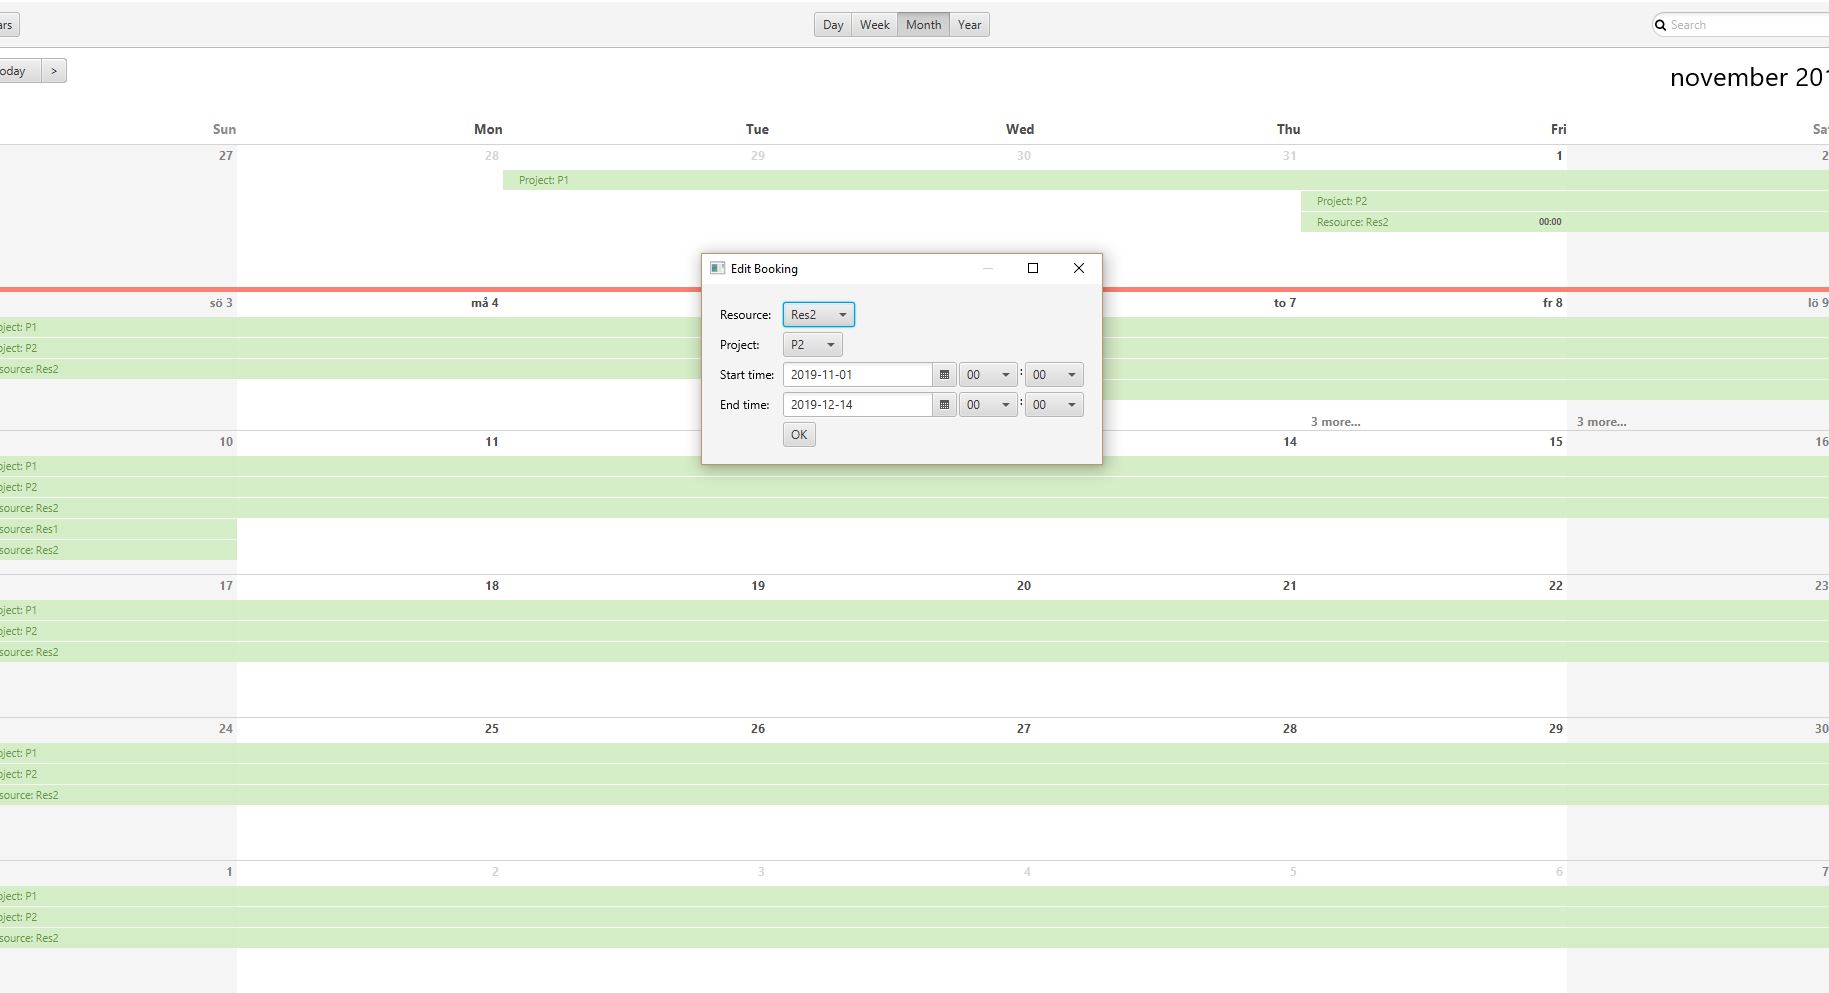 ars Day Week Month Year Search
oday > november 201
Sun Mon Tue Wed Thu Fri Sa
27 28 29 30 31 1 2
Project: P1
Project: P2
Resource: Res2 00:00
Edit Booking
sö 3 må 4 to 7 fr 8 lö 9
Resource: Res2
oject: P1
Project: P2
oject: P2
source: Res2
Start time: 2019-11-01 00 : 00
End time: 2019-12-14 00 : 00
3 more... 3 more...
OK
10 11 14 15 16
oject: P1
oject: P2
source: Res2
source: Res1
source: Res2
17 18 19 20 21 22 23
oject: P1
oject: P2
source: Res2
24 25 26 27 28 29 30
oject: P1
oject: P2
source: Res2
1 2 3 4 5 6 7
oject: P1
oject: P2
source: Res2